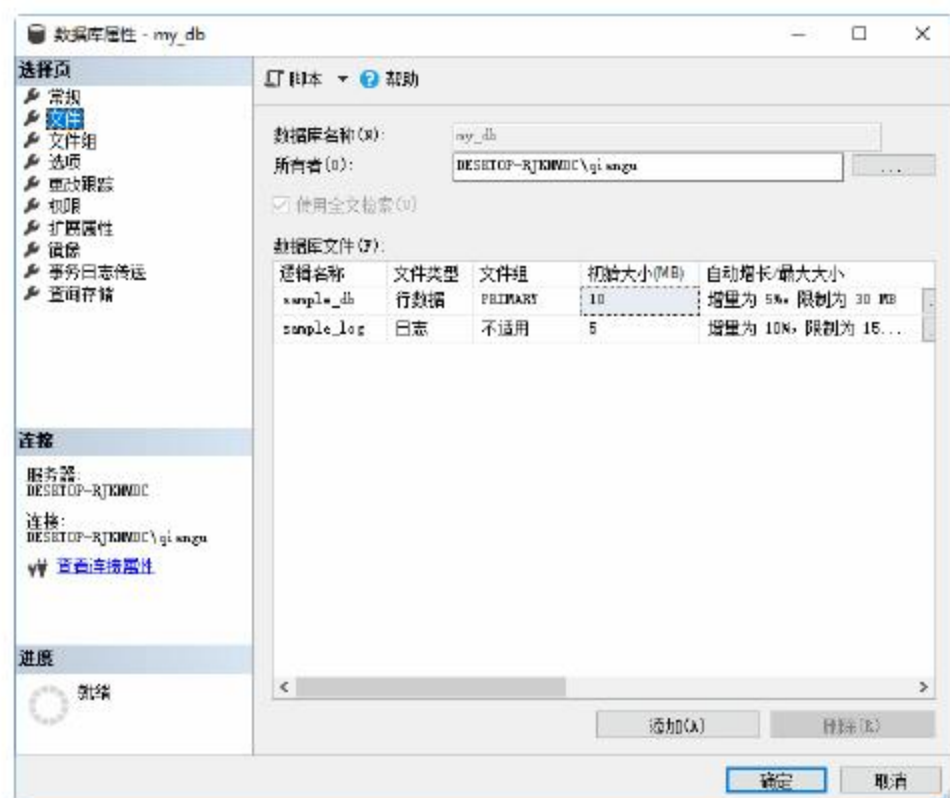 数据库属性 - my_db
选择页
常规
文件
文件组
选项
更改跟踪
权限
扩展属性
镜像
事务日志传送
查询存储
脚本 帮助
数据库名称(N): my_db
所有者(O): DESKTOP-RJKNMDC\qiangu
使用全文检索(U)
数据库文件(F):
逻辑名称 文件类型 文件组 初始大小(MB) 自动增长/最大大小
sample_db 行数据 PRIMARY 10 增量为 5%，限制为 30 MB
sample_log 日志 不适用 5 增量为 10%，限制为 15...
连接
服务器:
DESKTOP-RJKNMDC
连接:
DESKTOP-RJKNMDC\qiangu
查看连接属性
进度
就绪
添加(A) 删除(R)
确定 取消